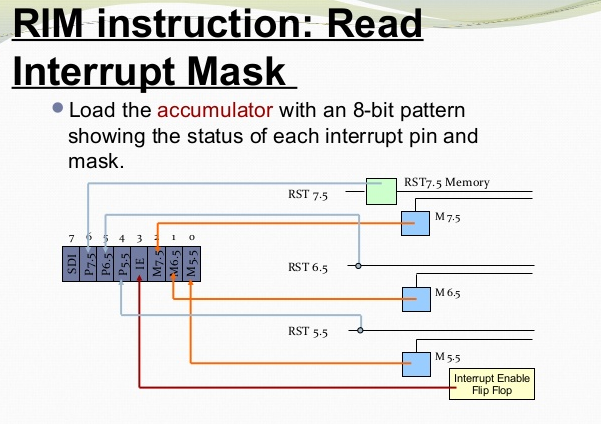 RIM instruction: Read
Interrupt Mask
Load the accumulator with an 8-bit pattern
showing the status of each interrupt pin and
mask.
RST7.5 Memory
RST 7.5
M 7.5
7 6 5 4 3 2 1 0
SDI P7.5 P6.5 P5.5 IE M7.5 M6.5 M5.5
RST 6.5
M 6.5
RST 5.5
M 5.5
Interrupt Enable
Flip Flop